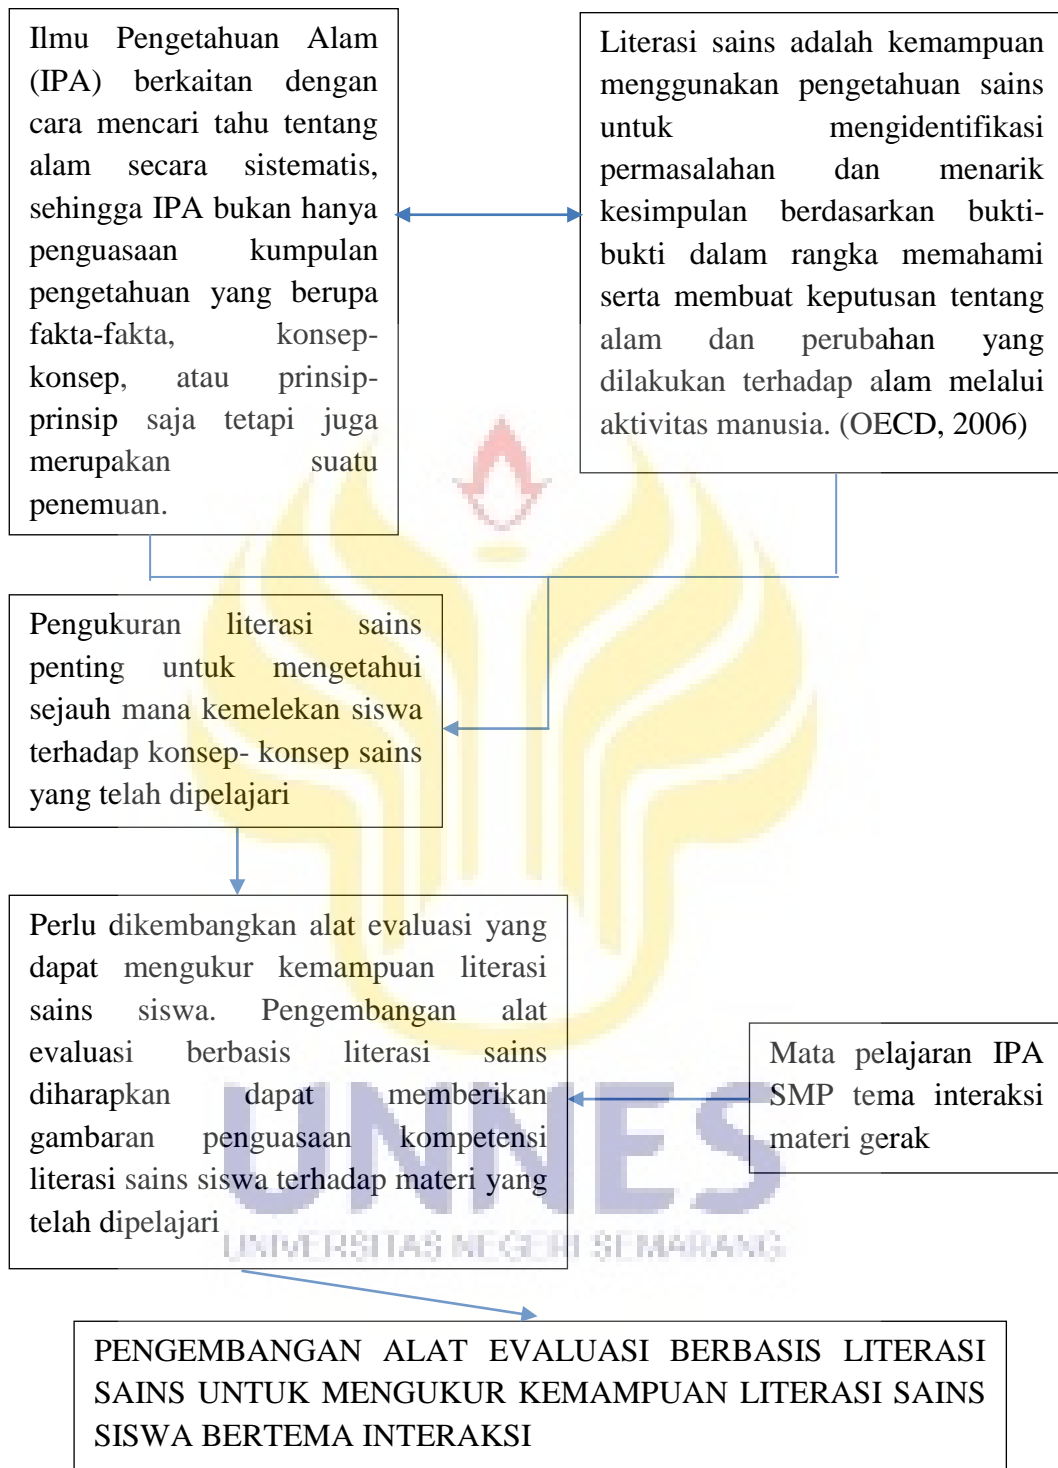 Ilmu Pengetahuan Alam
(IPA) berkaitan dengan
cara mencari tahu tentang
alam secara sistematis,
sehingga IPA bukan hanya
penguasaan kumpulan
pengetahuan yang berupa
fakta-fakta, konsep-
konsep, atau prinsip-
prinsip saja tetapi juga
merupakan suatu
penemuan.
Literasi sains adalah kemampuan
menggunakan pengetahuan sains
untuk mengidentifikasi
permasalahan dan menarik
kesimpulan berdasarkan bukti-
bukti dalam rangka memahami
serta membuat keputusan tentang
alam dan perubahan yang
dilakukan terhadap alam melalui
aktivitas manusia. (OECD, 2006)
Pengukuran literasi sains
penting untuk mengetahui
sejauh mana kemelekan siswa
terhadap konsep- konsep sains
yang telah dipelajari
Perlu dikembangkan alat evaluasi yang
dapat mengukur kemampuan literasi
sains siswa. Pengembangan alat
evaluasi berbasis literasi sains
diharapkan dapat memberikan
gambaran penguasaan kompetensi
literasi sains siswa terhadap materi yang
telah dipelajari
Mata pelajaran IPA
SMP tema interaksi
materi gerak
UNNES
UNIVERSITAS NEGERI SEMARANG
PENGEMBANGAN ALAT EVALUASI BERBASIS LITERASI
SAINS UNTUK MENGUKUR KEMAMPUAN LITERASI SAINS
SISWA BERTEMA INTERAKSI